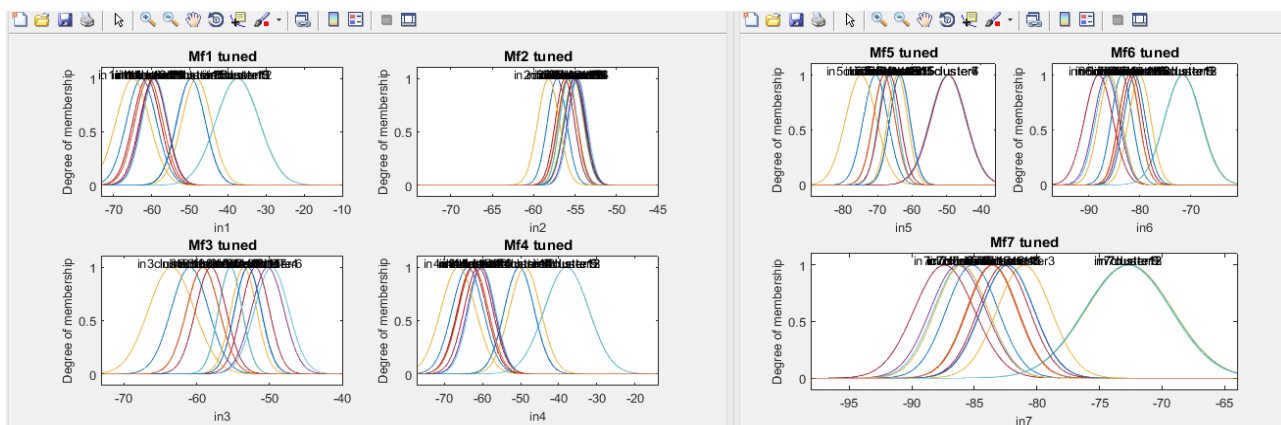 Mf1 tuned
Degree of membership
1
0.5
0
-70 -60 -50 -40 -30 -20 -10
in1
Mf2 tuned
Degree of membership
1
0.5
0
-70 -65 -60 -55 -50 -45
in2
Mf3 tuned
Degree of membership
1
0.5
0
-70 -60 -50 -40
in3
Mf4 tuned
Degree of membership
1
0.5
0
-70 -60 -50 -40 -30 -20
in4
Mf5 tuned
Degree of membership
1
0.5
0
-80 -70 -60 -50 -40
in5
Mf6 tuned
Degree of membership
1
0.5
0
-90 -80 -70
in6
Mf7 tuned
Degree of membership
1
0.5
0
-95 -90 -85 -80 -75 -70 -65
in7